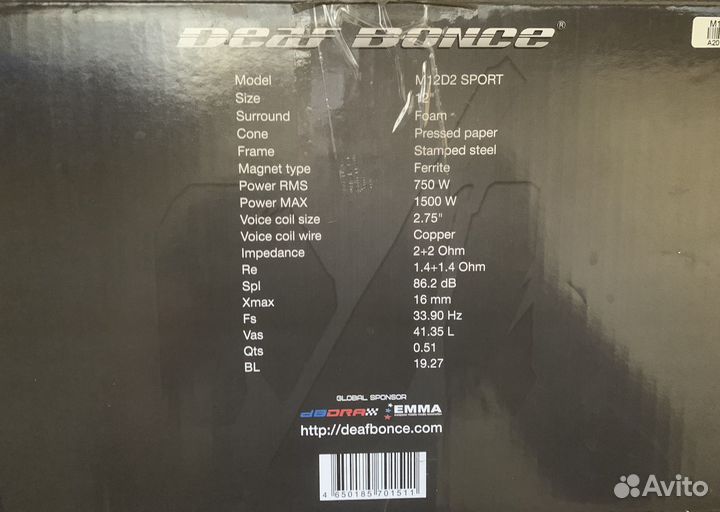 Deaf Bonce®
M1
A20
Model M12D2 SPORT
Size 12"
Surround Foam
Cone Pressed paper
Frame Stamped steel
Magnet type Ferrite
Power RMS 750 W
Power MAX 1500 W
Voice coil size 2.75"
Voice coil wire Copper
Impedance 2+2 Ohm
Re 1.4+1.4 Ohm
Spl 86.2 dB
Xmax 16 mm
Fs 33.90 Hz
Vas 41.35 L
Qts 0.51
BL 19.27
GLOBAL SPONSOR
dBDRA EMMA
http://deafbonce.com
4 650185 701511
Avito